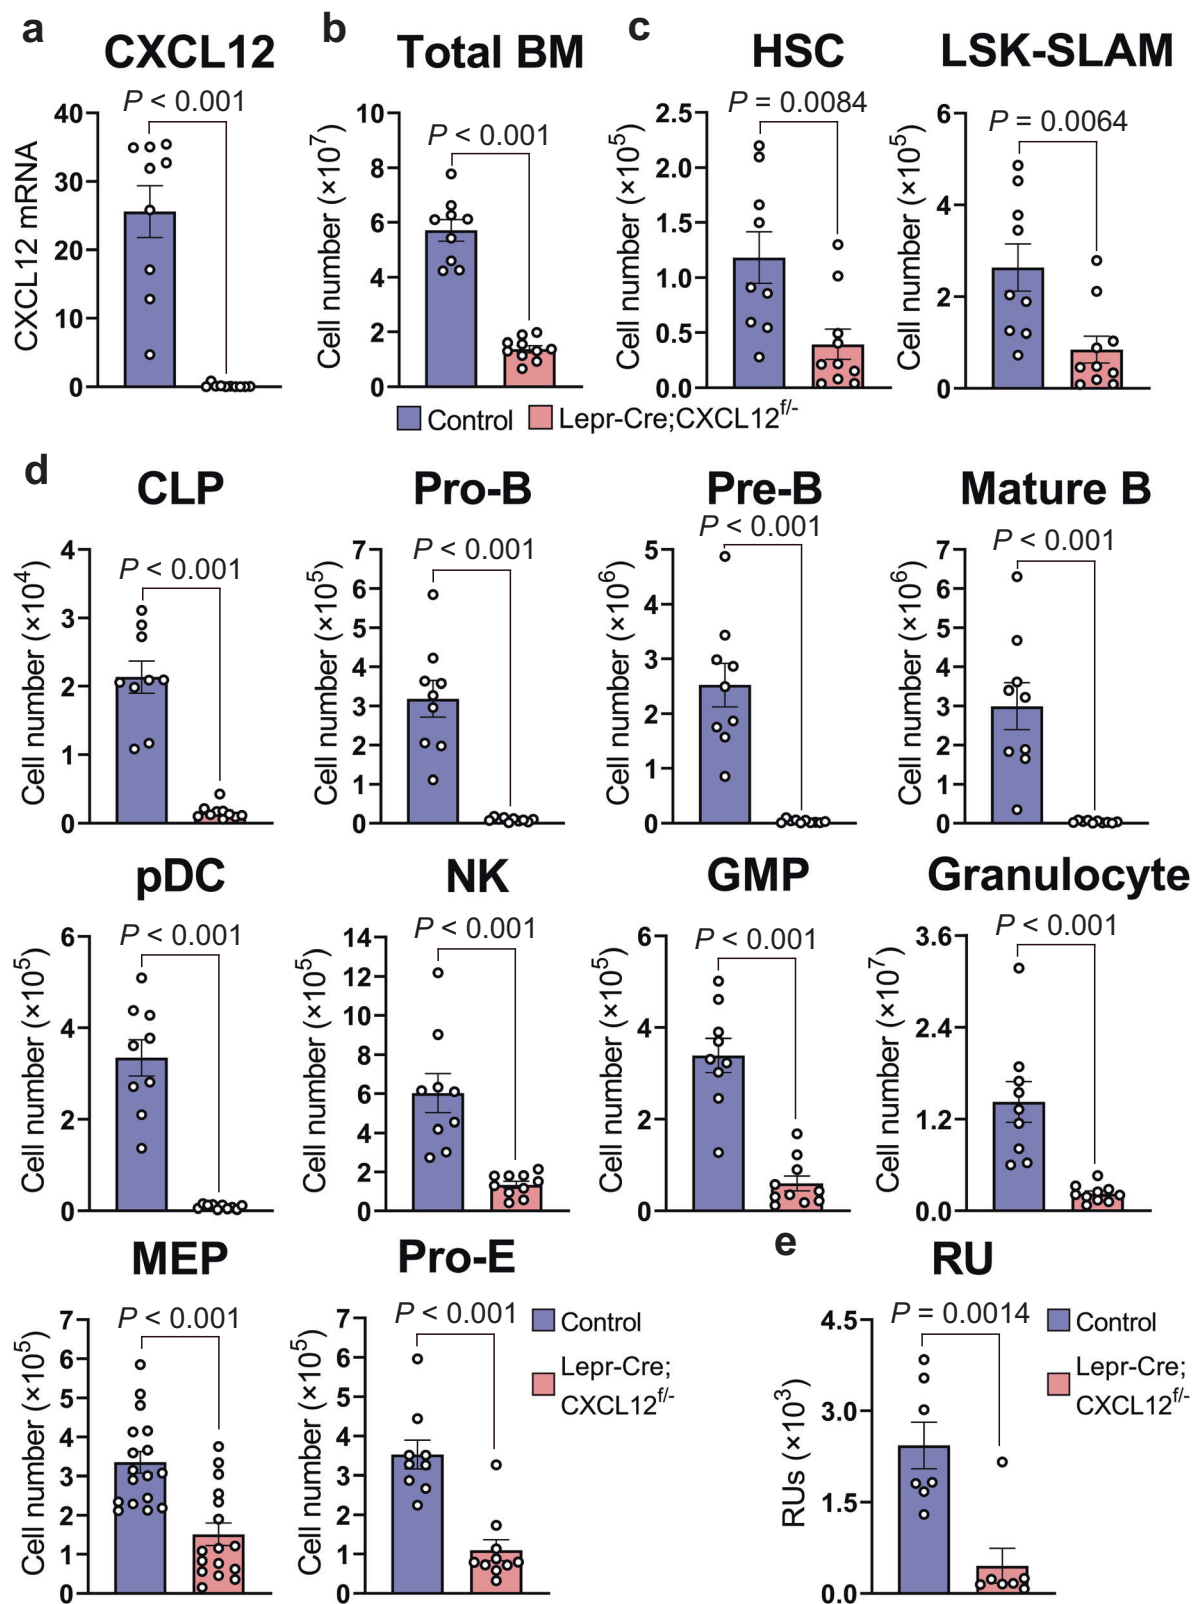 a
CXCL12
P < 0.001
CXCL12 mRNA
40
30
20
10
0
b
Total BM
P < 0.001
Cell number (×10⁷)
10
8
6
4
2
0
c
HSC
P = 0.0084
Cell number (×10⁵)
2.5
2.0
1.5
1.0
0.5
0.0
LSK-SLAM
P = 0.0064
Cell number (×10⁵)
6
4
2
0
Control
Lepr-Cre;CXCL12f/-
d
CLP
P < 0.001
Cell number (×10⁴)
4
3
2
1
0
Pro-B
P < 0.001
Cell number (×10⁵)
7
6
5
4
3
2
1
0
Pre-B
P < 0.001
Cell number (×10⁶)
5
4
3
2
1
0
Mature B
P < 0.001
Cell number (×10⁶)
7
6
5
4
3
2
1
0
pDC
P < 0.001
Cell number (×10⁵)
6
4
2
0
NK
P < 0.001
Cell number (×10⁵)
14
12
10
8
6
4
2
0
GMP
P < 0.001
Cell number (×10⁵)
6
4
2
0
Granulocyte
P < 0.001
Cell number (×10⁷)
3.6
2.4
1.2
0.0
MEP
P < 0.001
Cell number (×10⁵)
7
6
5
4
3
2
1
0
Pro-E
P < 0.001
Cell number (×10⁵)
7
6
5
4
3
2
1
0
Control
Lepr-Cre;
CXCL12f/-
e
RU
P = 0.0014
RUs (×10³)
4.5
3.0
1.5
0.0
Control
Lepr-Cre;
CXCL12f/-